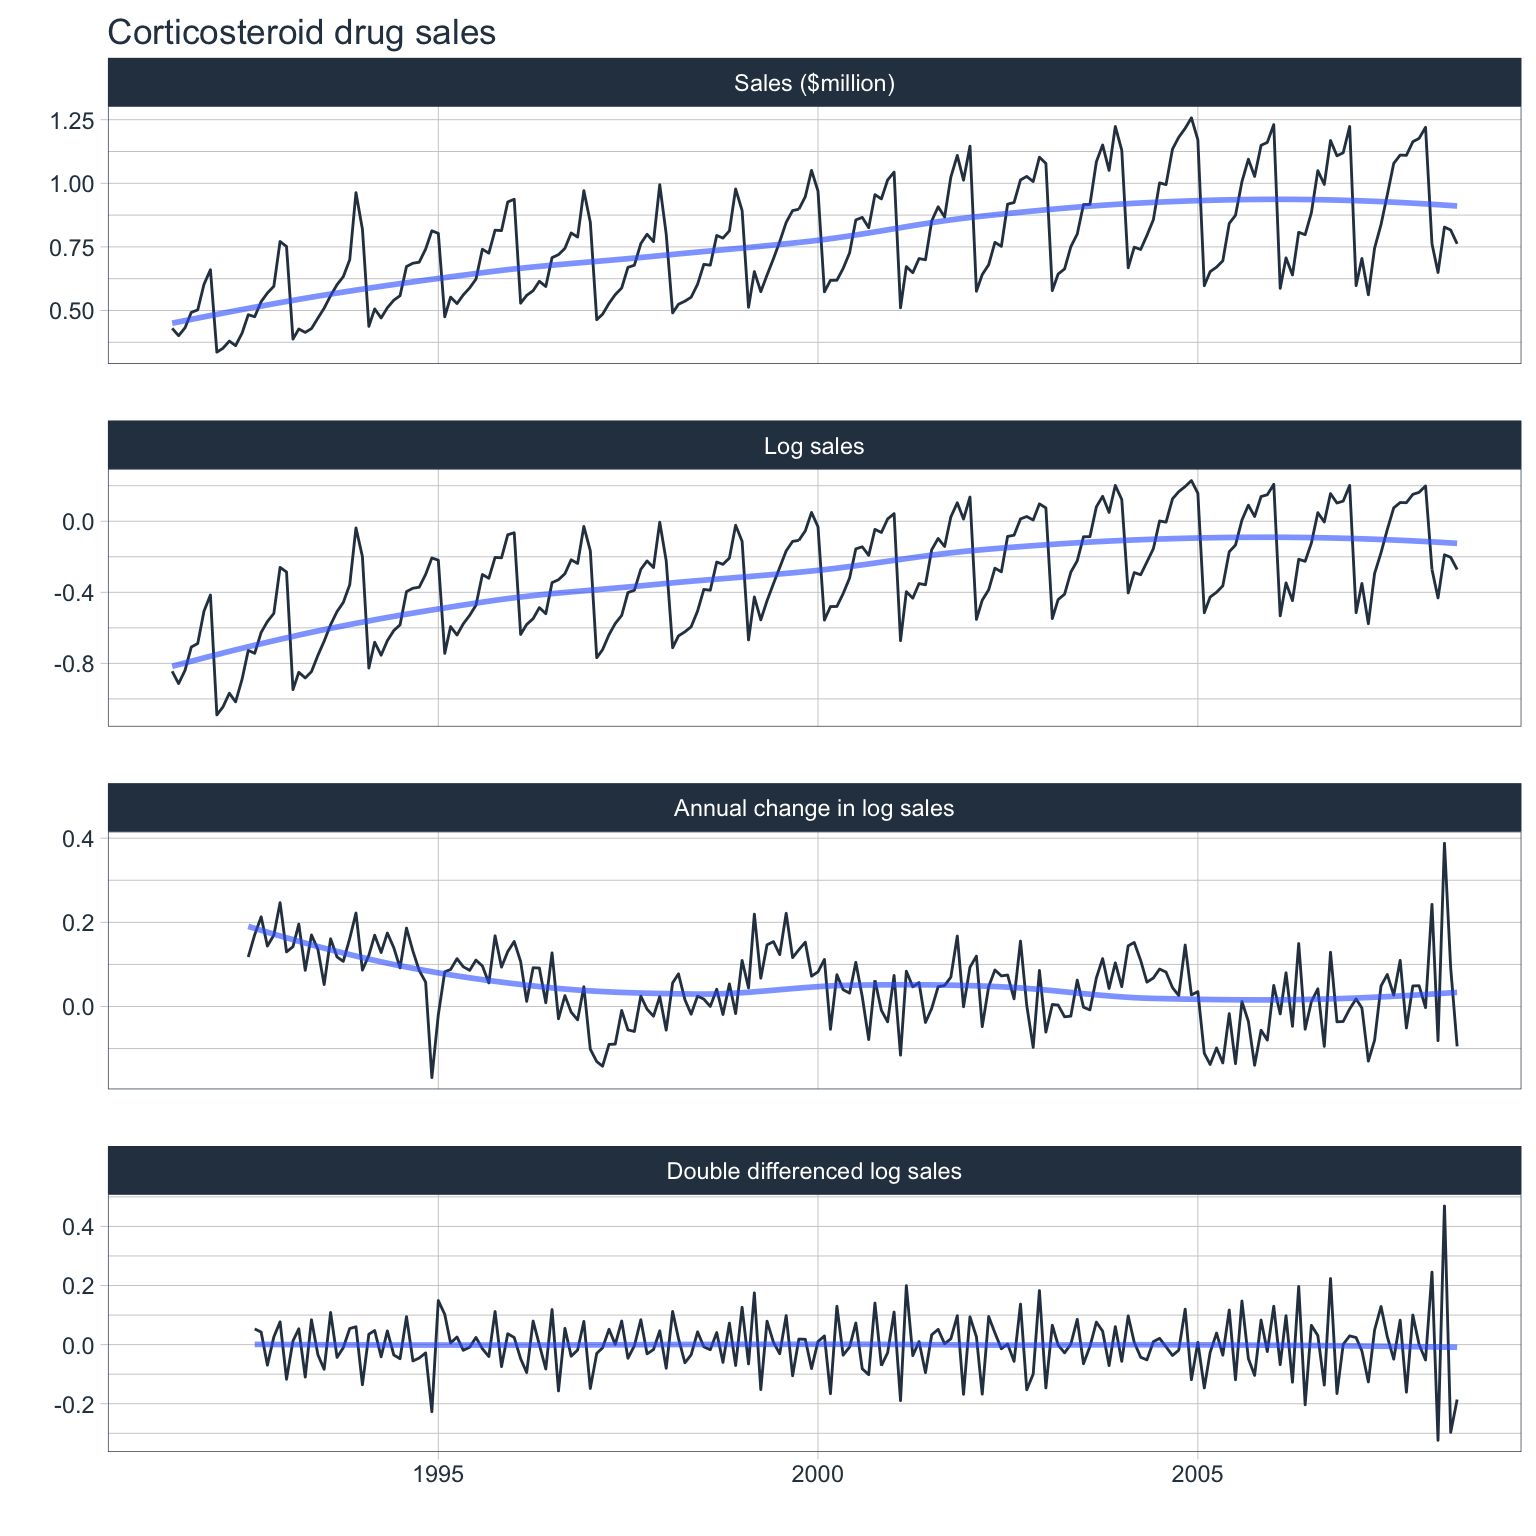 Corticosteroid drug sales
Sales ($million)
1.25
1.00
0.75
0.50
Log sales
0.0
-0.4
-0.8
Annual change in log sales
0.4
0.2
0.0
Double differenced log sales
0.4
0.2
0.0
-0.2
1995 2000 2005